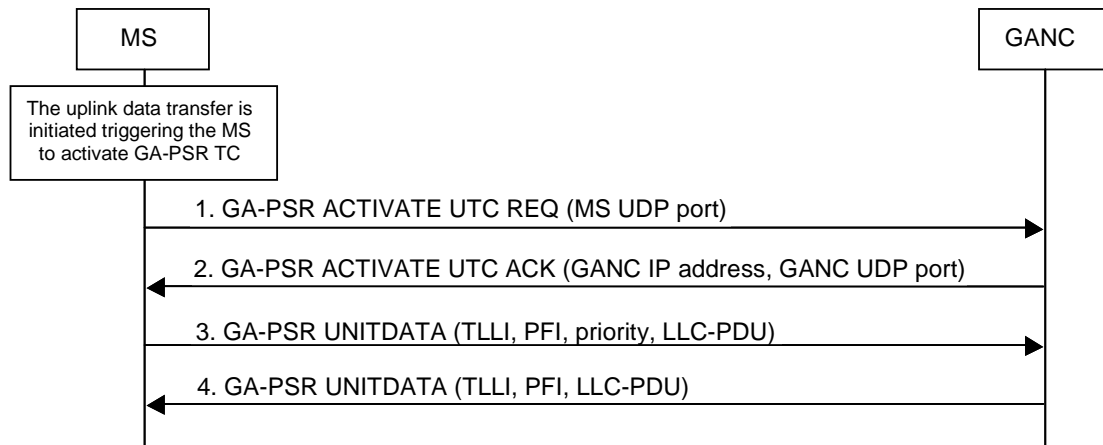 MS
GANC
The uplink data transfer is
initiated triggering the MS
to activate GA-PSR TC
1. GA-PSR ACTIVATE UTC REQ (MS UDP port)
2. GA-PSR ACTIVATE UTC ACK (GANC IP address, GANC UDP port)
3. GA-PSR UNITDATA (TLLI, PFI, priority, LLC-PDU)
4. GA-PSR UNITDATA (TLLI, PFI, LLC-PDU)